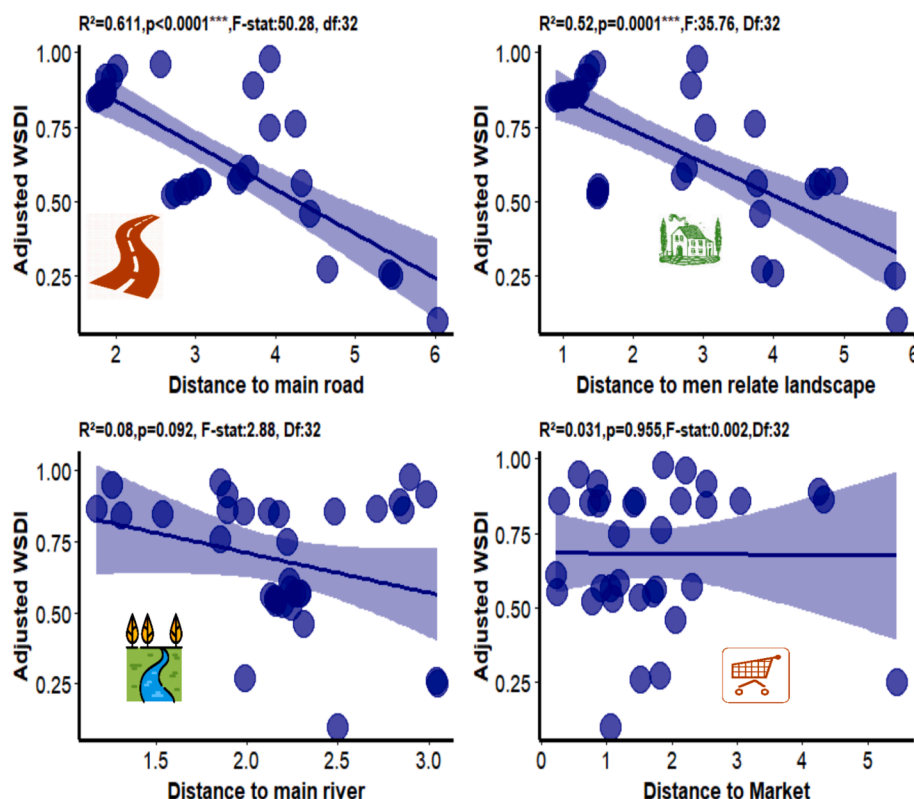 R²=0.611,p<0.0001***,F-stat:50.28, df:32
1.00
0.75
0.50
0.25
Adjusted WSDI
2 3 4 5 6
Distance to main road
R²=0.52,p=0.0001***,F:35.76, Df:32
1.00
0.75
0.50
0.25
Adjusted WSDI
1 2 3 4 5 6
Distance to men relate landscape
R²=0.08,p=0.092, F-stat:2.88, Df:32
1.00
0.75
0.50
0.25
Adjusted WSDI
1.5 2.0 2.5 3.0
Distance to main river
R²=0.031,p=0.955,F-stat:0.002,Df:32
1.00
0.75
0.50
0.25
Adjusted WSDI
0 1 2 3 4 5
Distance to Market